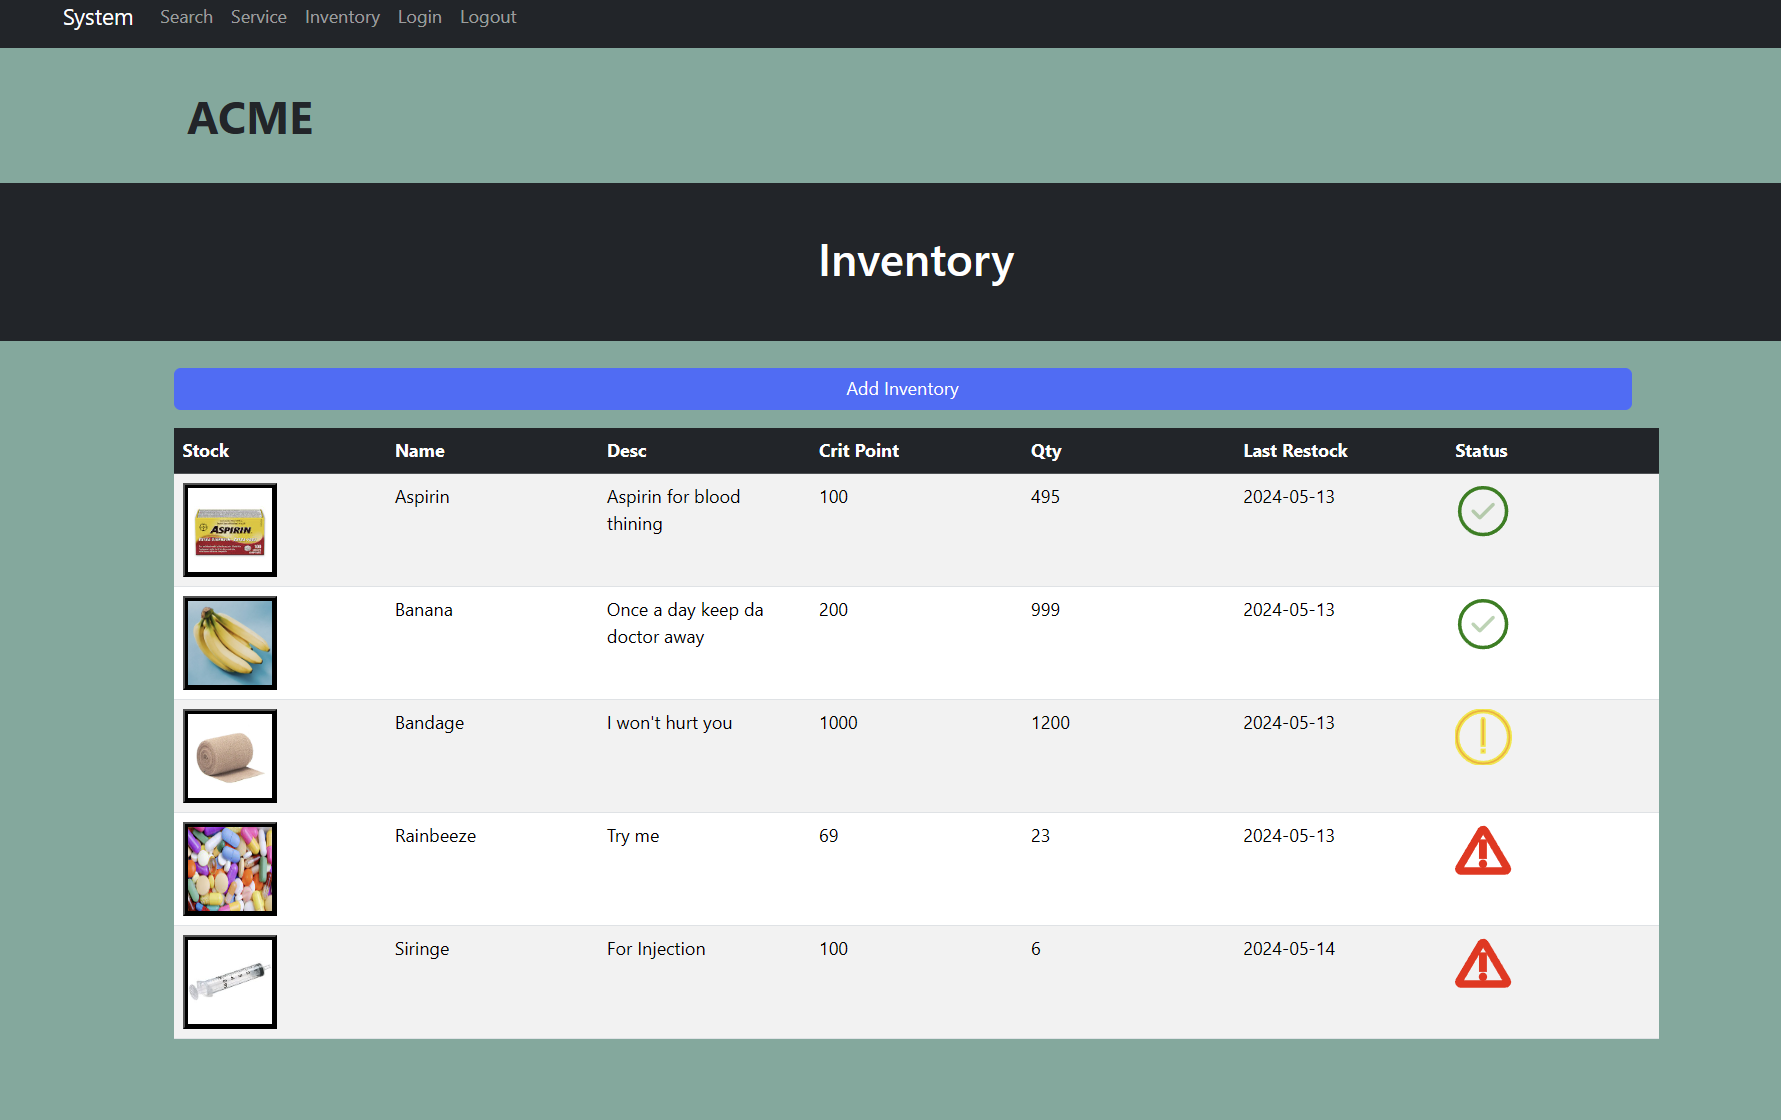 System Search Service Inventory Login Logout
ACME
Inventory
Add Inventory
Stock Name Desc Crit Point Qty Last Restock Status
ASPIRIN
Aspirin Aspirin for blood 100 495 2024-05-13
thining
Banana Once a day keep da 200 999 2024-05-13
doctor away
Bandage I won't hurt you 1000 1200 2024-05-13
Rainbeeze Try me 69 23 2024-05-13
Siringe For Injection 100 6 2024-05-14